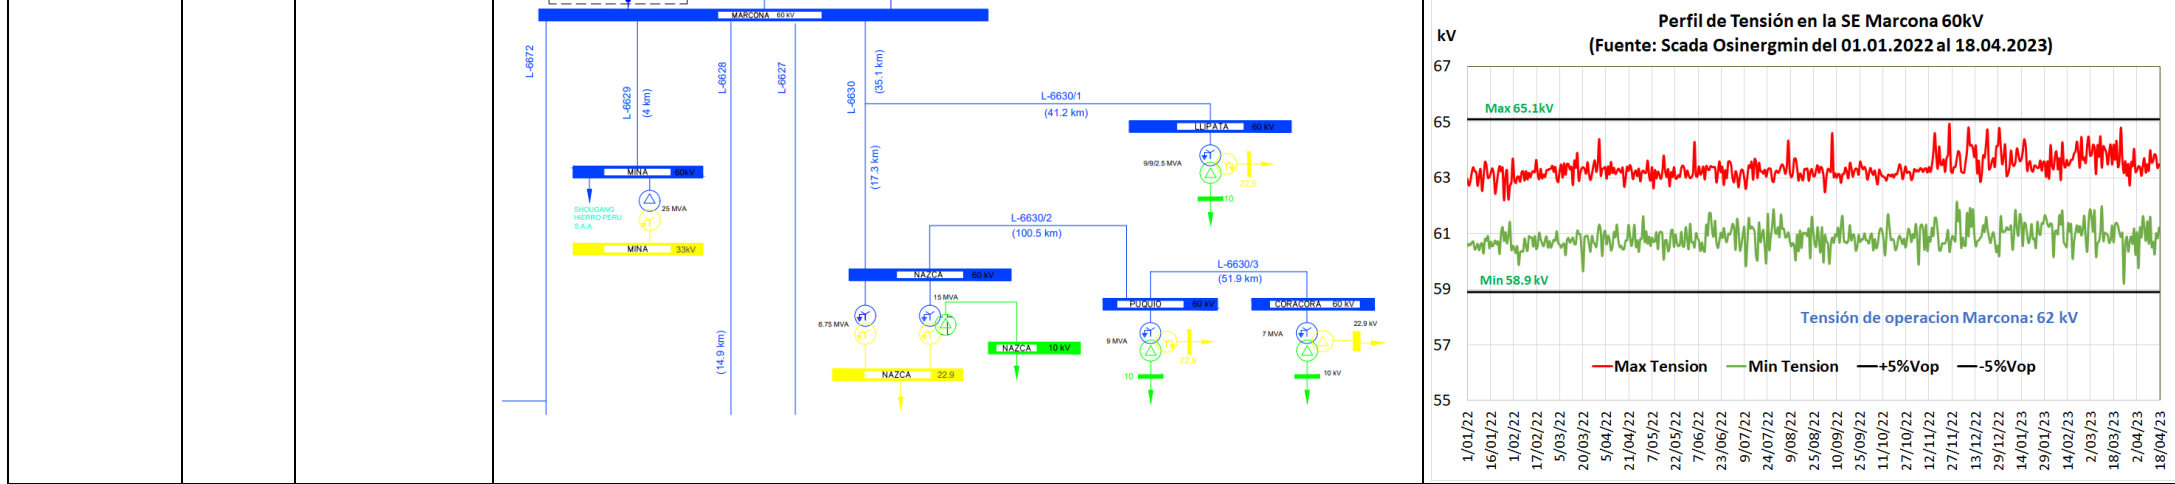 MARCONA 60 kV
L-6672
L-6629
(4 km)
L-6628
L-6627
L-6630
(35.1 km)
L-6630/1
(41.2 km)
LLIPATA 60 kV
9/9/2.5 MVA
22,9
10
(17.3 km)
MINA 60kV
25 MVA
SHOUGANG
HIERRO PERU
S.A.A
MINA 33kV
L-6630/2
(100.5 km)
L-6630/3
(51.9 km)
NAZCA 60 kV
15 MVA
8.75 MVA
NAZCA 10 kV
NAZCA 22.9
(14.9 km)
PUQUIO 60 kV
9 MVA
22,9
10
CORACORA 60 kV
7 MVA
22.9 kV
10 kV
Perfil de Tensión en la SE Marcona 60kV
(Fuente: Scada Osinergmin del 01.01.2022 al 18.04.2023)
kV
67
65
63
61
59
57
55
Max 65.1kV
Min 58.9 kV
Tensión de operacion Marcona: 62 kV
Max Tension Min Tension +5%Vop -5%Vop
1/01/22
16/01/22
1/02/22
17/02/22
5/03/22
20/03/22
5/04/22
21/04/22
7/05/22
22/05/22
7/06/22
23/06/22
9/07/22
24/07/22
9/08/22
25/08/22
10/09/22
25/09/22
11/10/22
27/10/22
12/11/22
27/11/22
13/12/22
29/12/22
14/01/23
29/01/23
14/02/23
2/03/23
18/03/23
2/04/23
18/04/23